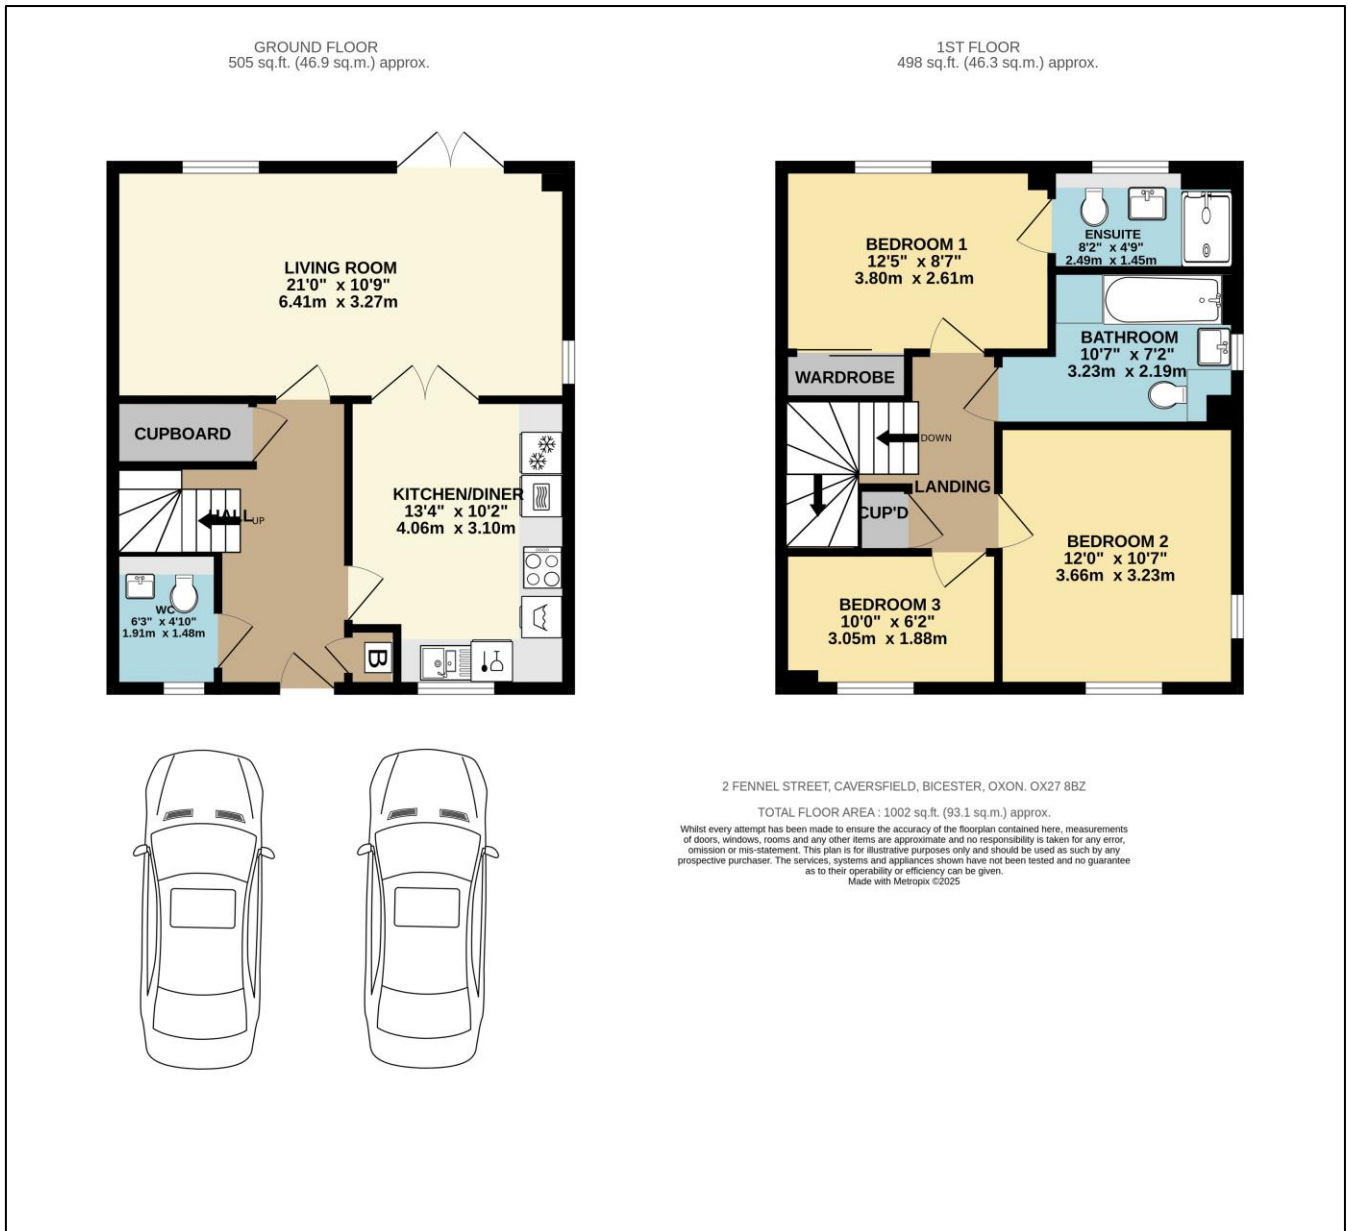 GROUND FLOOR
505 sq.ft. (46.9 sq.m.) approx.
LIVING ROOM
21'0" x 10'9"
6.41m x 3.27m
CUPBOARD
KITCHEN/DINER
13'4" x 10'2"
4.06m x 3.10m
HALL
UP
WC
6'3" x 4'10"
1.91m x 1.48m
B
1ST FLOOR
498 sq.ft. (46.3 sq.m.) approx.
BEDROOM 1
12'5" x 8'7"
3.80m x 2.61m
ENSUITE
8'2" x 4'9"
2.49m x 1.45m
BATHROOM
10'7" x 7'2"
3.23m x 2.19m
WARDROBE
DOWN
LANDING
CUP'D
BEDROOM 2
12'0" x 10'7"
3.66m x 3.23m
BEDROOM 3
10'0" x 6'2"
3.05m x 1.88m
2 FENNEL STREET, CAVERSFIELD, BICESTER, OXON. OX27 8BZ
TOTAL FLOOR AREA : 1002 sq.ft. (93.1 sq.m.) approx.
Whilst every attempt has been made to ensure the accuracy of the floorplan contained here, measurements
of doors, windows, rooms and any other items are approximate and no responsibility is taken for any error,
omission or mis-statement. This plan is for illustrative purposes only and should be used as such by any
prospective purchaser. The services, systems and appliances shown have not been tested and no guarantee
as to their operability or efficiency can be given.
Made with Metropix ©2025